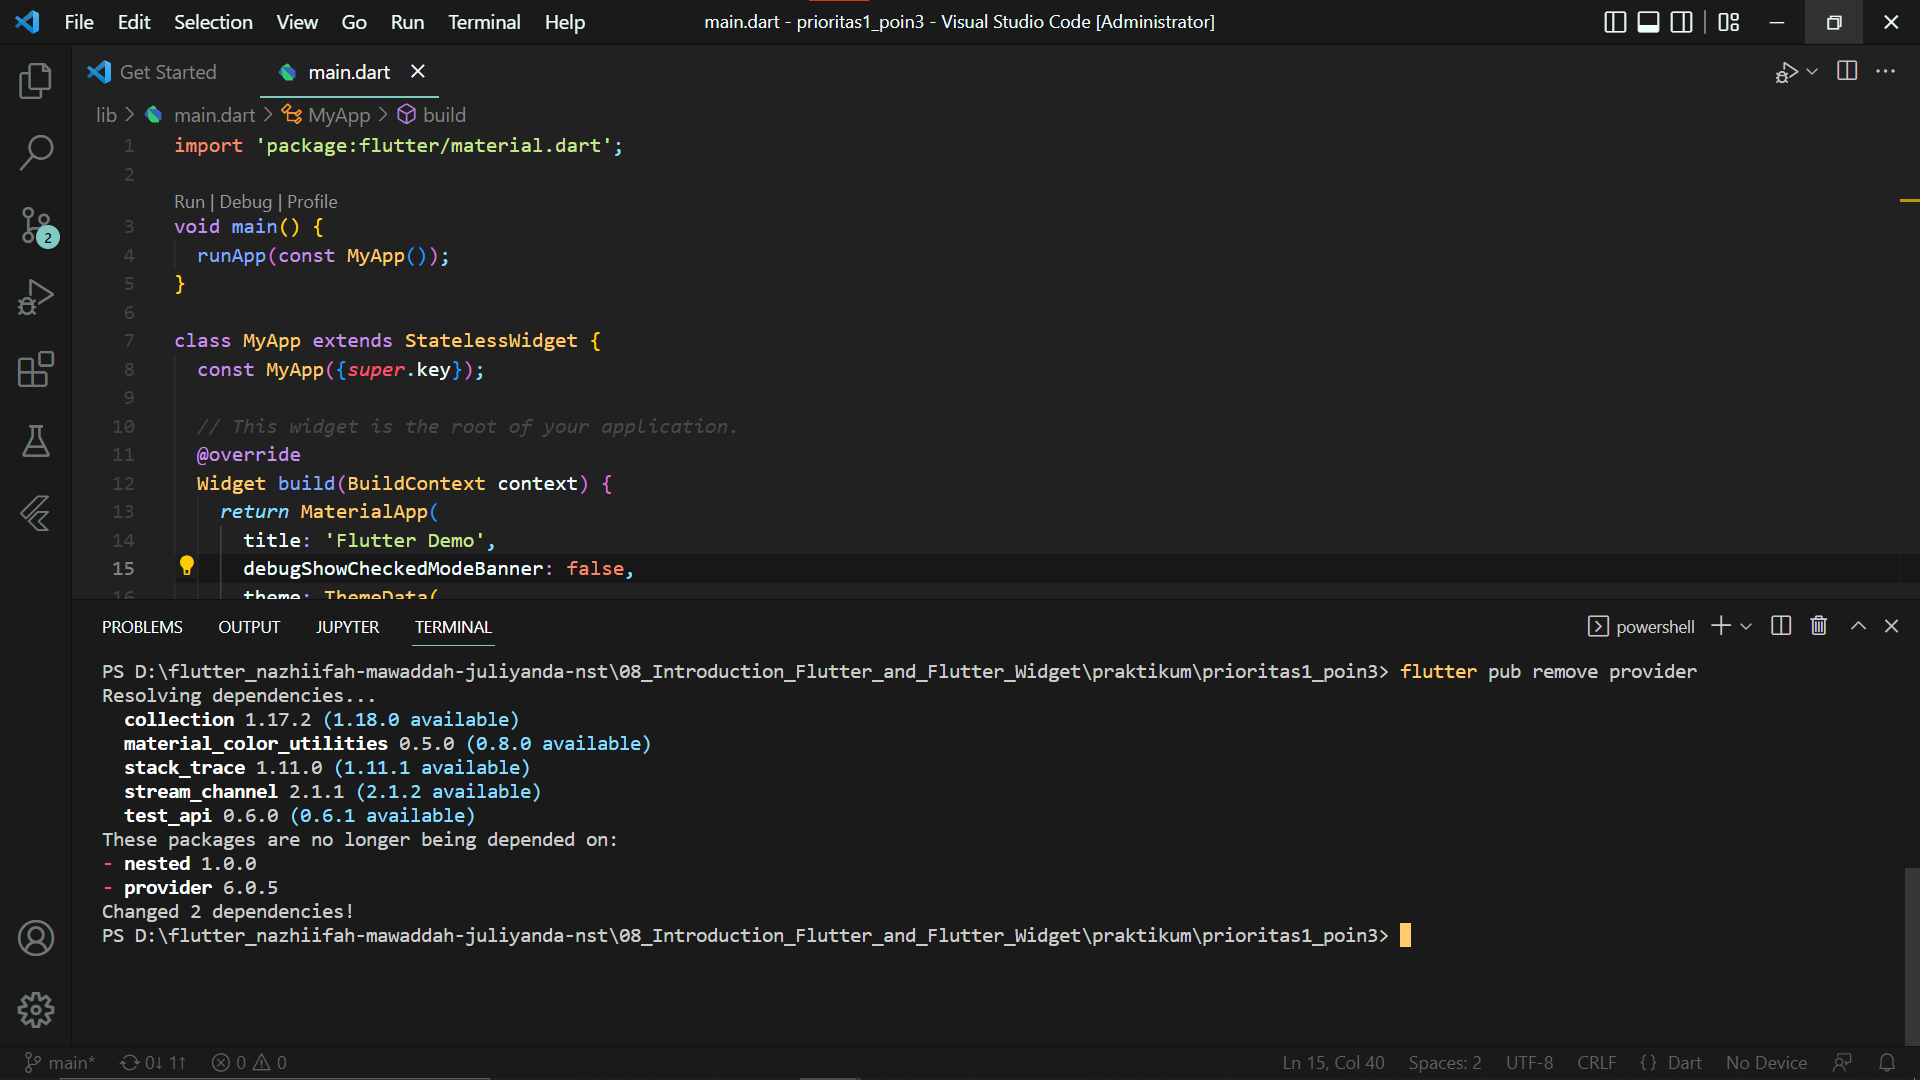 File Edit Selection View Go Run Terminal Help
main.dart - prioritas1_poin3 - Visual Studio Code [Administrator]
Get Started
main.dart
lib > main.dart > MyApp > build
1 import 'package:flutter/material.dart';
2
Run | Debug | Profile
3 void main() {
4 runApp(const MyApp());
5 }
6
7 class MyApp extends StatelessWidget {
8 const MyApp({super.key});
9
10 // This widget is the root of your application.
11 @override
12 Widget build(BuildContext context) {
13 return MaterialApp(
14 title: 'Flutter Demo',
15 debugShowCheckedModeBanner: false,
16 theme: ThemeData(
2
PROBLEMS OUTPUT JUPYTER TERMINAL
powershell
PS D:\flutter_nazhiifah-mawaddah-juliyanda-nst\08_Introduction_Flutter_and_Flutter_Widget\praktikum\prioritas1_poin3> flutter pub remove provider
Resolving dependencies...
collection 1.17.2 (1.18.0 available)
material_color_utilities 0.5.0 (0.8.0 available)
stack_trace 1.11.0 (1.11.1 available)
stream_channel 2.1.1 (2.1.2 available)
test_api 0.6.0 (0.6.1 available)
These packages are no longer being depended on:
- nested 1.0.0
- provider 6.0.5
Changed 2 dependencies!
PS D:\flutter_nazhiifah-mawaddah-juliyanda-nst\08_Introduction_Flutter_and_Flutter_Widget\praktikum\prioritas1_poin3>
main* 0↓ 1↑ 0 0
Ln 15, Col 40 Spaces: 2 UTF-8 CRLF {} Dart No Device